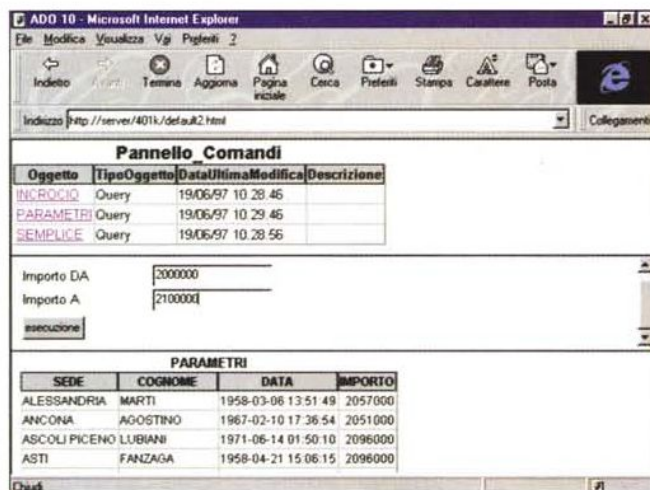 ADO 10 - Microsoft Internet Explorer
File Modifica Visualizza Vai Preferiti ?
Indietro Avanti Termina Aggiorna Pagina iniziale Cerca Preferiti Stampa Carattere Posta
Indirizzo http://server/401k/default2.html Collegamenti
Pannello_Comandi
Oggetto TipoOggetto DataUltimaModifica Descrizione
INCROCIO Query 19/06/97 10.28.46
PARAMETRI Query 19/06/97 10.29.46
SEMPLICE Query 19/06/97 10.28.56
Importo DA 2000000
Importo A 2100000
esecuzione
PARAMETRI
SEDE COGNOME DATA IMPORTO
ALESSANDRIA MARTI 1958-03-06 13:51:49 2057000
ANCONA AGOSTINO 1967-02-10 17:36:54 2051000
ASCOLI PICENO LUBIANI 1971-06-14 01:50:10 2096000
ASTI FANZAGA 1958-04-21 15:06:15 2096000
Chiudi